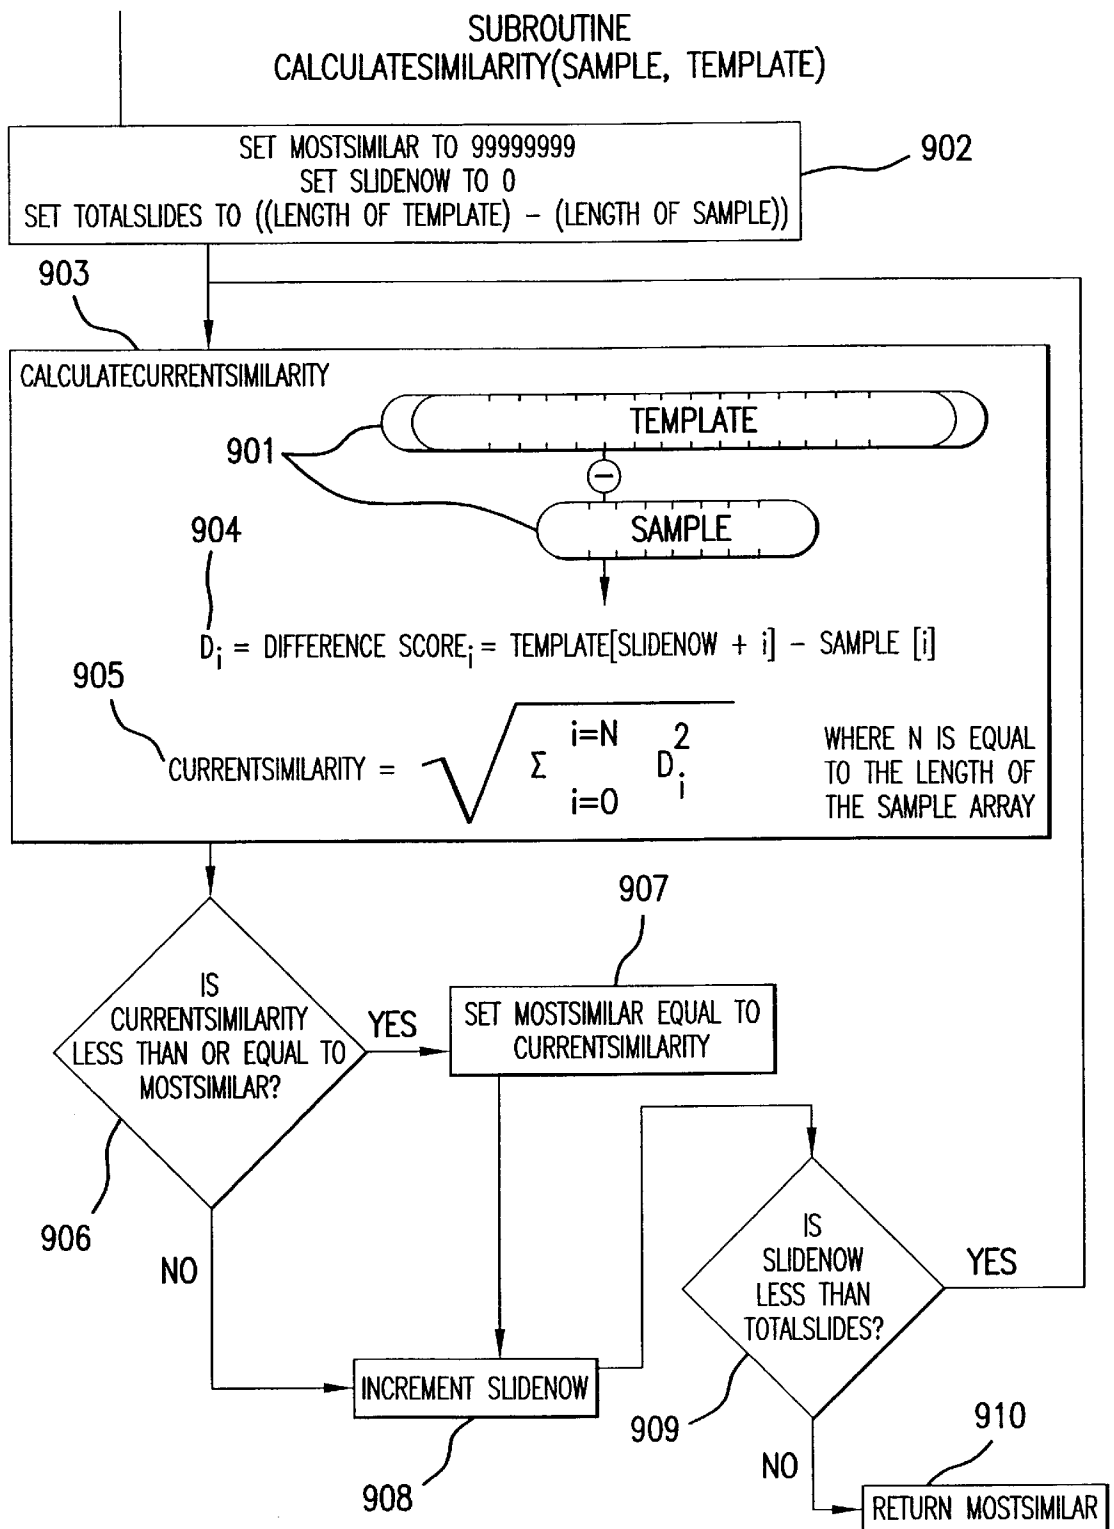 SUBROUTINE
CALCULATESIMILARITY(SAMPLE, TEMPLATE)
SET MOSTSIMILAR TO 99999999
SET SLIDENOW TO 0
SET TOTALSLIDES TO ((LENGTH OF TEMPLATE) – (LENGTH OF SAMPLE))
902
903
CALCULATECURRENTSIMILARITY
TEMPLATE
901
–
SAMPLE
904
D_i = DIFFERENCE SCORE_i = TEMPLATE[SLIDENOW + i] – SAMPLE [i]
905
CURRENTSIMILARITY = √ Σ i=N i=0 D_i^2
WHERE N IS EQUAL
TO THE LENGTH OF
THE SAMPLE ARRAY
IS
CURRENTSIMILARITY
LESS THAN OR EQUAL TO
MOSTSIMILAR?
906
YES
NO
907
SET MOSTSIMILAR EQUAL TO
CURRENTSIMILARITY
INCREMENT SLIDENOW
908
IS
SLIDENOW
LESS THAN
TOTALSLIDES?
909
YES
NO
910
RETURN MOSTSIMILAR